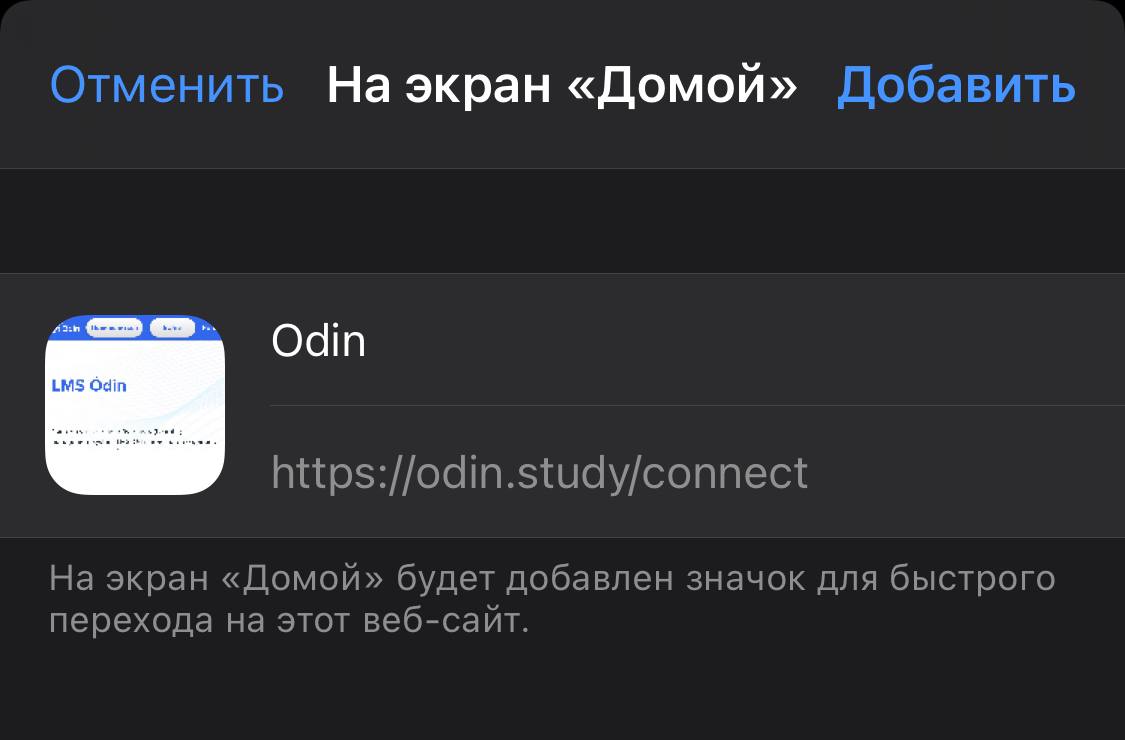 Отменить На экран «Домой» Добавить
LMS Odin
Odin
https://odin.study/connect
На экран «Домой» будет добавлен значок для быстрого
перехода на этот веб-сайт.